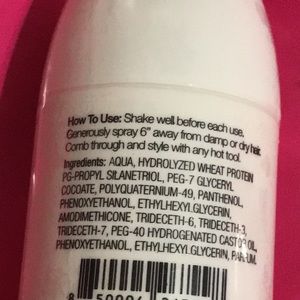 How To Use: Shake well before each use.
Generously spray 6" away from damp or dry hair.
Comb through and style with any hot tool.
Ingredients: AQUA, HYDROLYZED WHEAT PROTEIN
PG-PROPYL SILANETRIOL, PEG-7 GLYCERYL
COCOATE, POLYQUATERNIUM-49, PANTHENOL
PHENOXYETHANOL, ETHYLHEXYLGLYCERIN,
AMODIMETHICONE, TRIDECETH-6, TRIDECETH-3,
TRIDECETH-7, PEG-40 HYDROGENATED CASTOR OIL,
PHENOXYETHANOL, ETHYLHEXYLGLYCERIN, PARFUM.